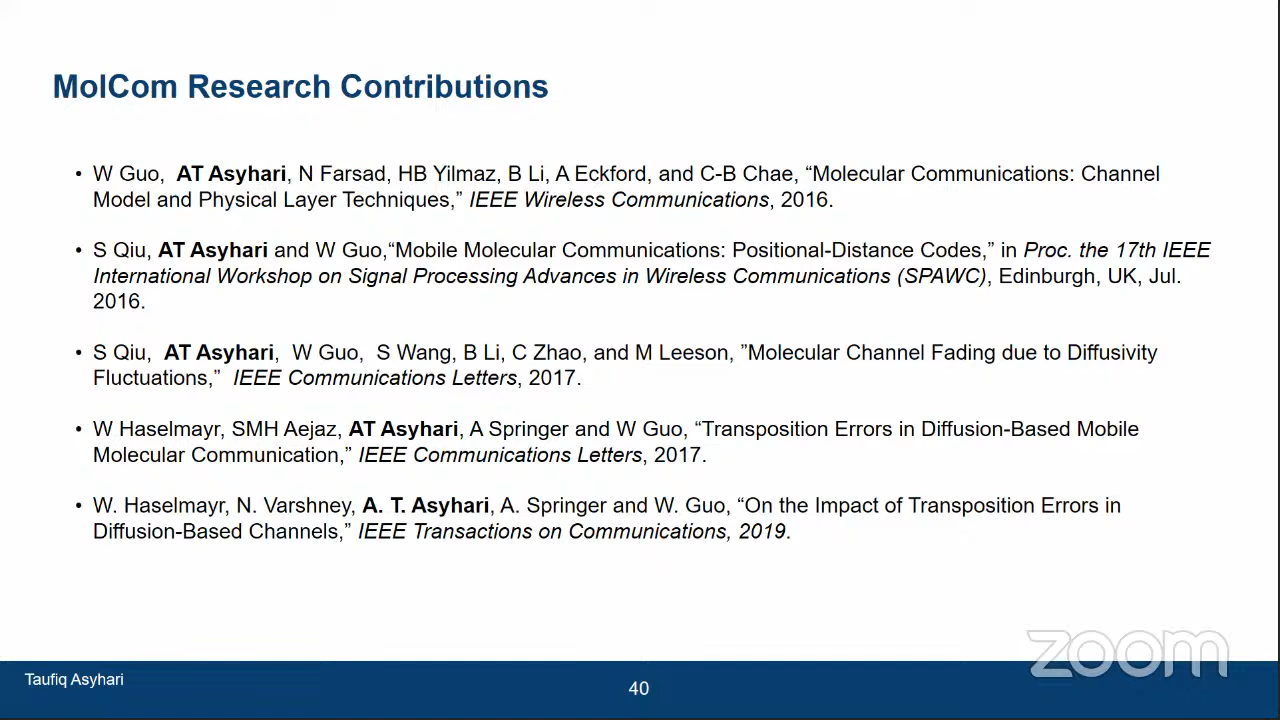 MolCom Research Contributions
• W Guo, AT Asyhari, N Farsad, HB Yilmaz, B Li, A Eckford, and C-B Chae, “Molecular Communications: Channel
Model and Physical Layer Techniques,” IEEE Wireless Communications, 2016.
• S Qiu, AT Asyhari and W Guo,“Mobile Molecular Communications: Positional-Distance Codes,” in Proc. the 17th IEEE
International Workshop on Signal Processing Advances in Wireless Communications (SPAWC), Edinburgh, UK, Jul.
2016.
• S Qiu, AT Asyhari, W Guo, S Wang, B Li, C Zhao, and M Leeson, ”Molecular Channel Fading due to Diffusivity
Fluctuations,” IEEE Communications Letters, 2017.
• W Haselmayr, SMH Aejaz, AT Asyhari, A Springer and W Guo, “Transposition Errors in Diffusion-Based Mobile
Molecular Communication,” IEEE Communications Letters, 2017.
• W. Haselmayr, N. Varshney, A. T. Asyhari, A. Springer and W. Guo, “On the Impact of Transposition Errors in
Diffusion-Based Channels,” IEEE Transactions on Communications, 2019.
zoom
Taufiq Asyhari
40